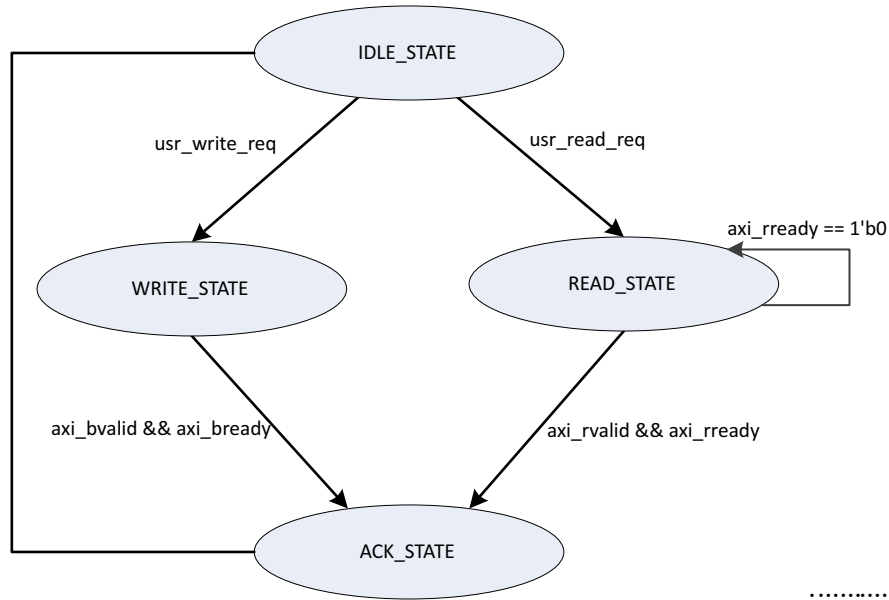 IDLE_STATE
usr_write_req
usr_read_req
axi_rready == 1'b0
WRITE_STATE
READ_STATE
axi_bvalid && axi_bready
axi_rvalid && axi_rready
ACK_STATE